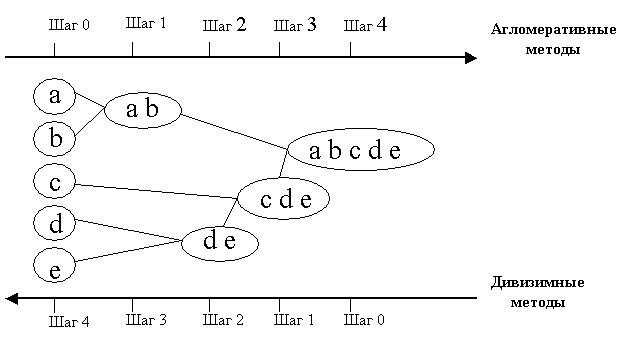 Шаг 0 Шаг 1 Шаг 2 Шаг 3 Шаг 4
Агломеративные
методы
a
a b
b
a b c d e
c
c d e
d
d e
e
Дивизимные
методы
Шаг 4 Шаг 3 Шаг 2 Шаг 1 Шаг 0